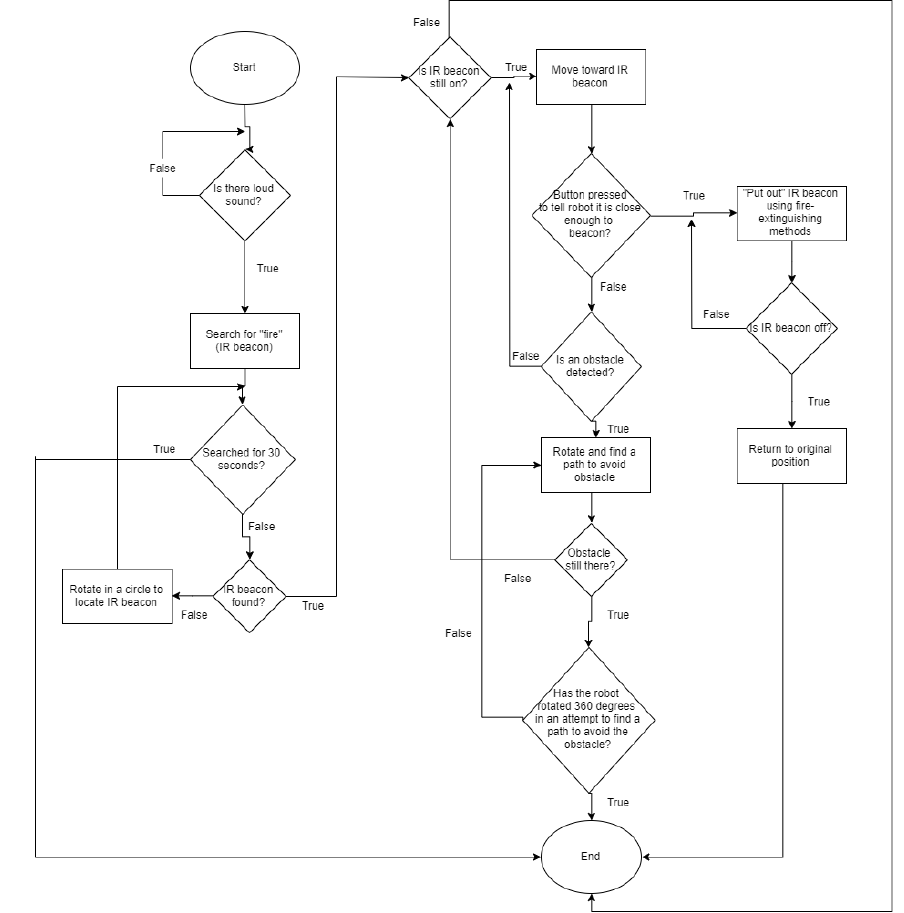 Start
False
Is there loud
sound?
True
Search for "fire"
(IR beacon)
True
Searched for 30
seconds?
False
Rotate in a circle to
locate IR beacon
False
IR beacon
found?
True
False
Is IR beacon
still on?
True
Move toward IR
beacon
Button pressed
to tell robot it is close
enough to
beacon?
True
"Put out" IR beacon
using fire-
extinguishing
methods
False
False
Is IR beacon off?
True
Return to original
position
False
Is an obstacle
detected?
True
Rotate and find a
path to avoid
obstacle
Obstacle
still there?
False
True
False
Has the robot
rotated 360 degrees
in an attempt to find a
path to avoid the
obstacle?
True
End